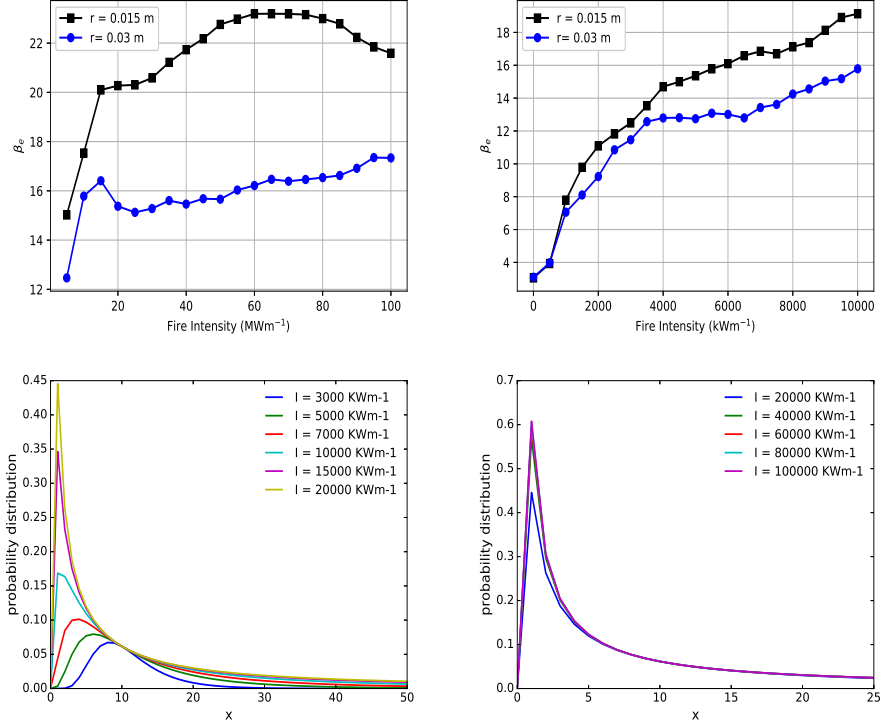 r = 0.015 m
r= 0.03 m
22
20
18
16
14
12
βe
20 40 60 80 100
Fire Intensity (MWm−1)
r = 0.015 m
r= 0.03 m
18
16
14
12
10
8
6
4
βe
0 2000 4000 6000 8000 10000
Fire Intensity (kWm−1)
0.45
0.40
0.35
0.30
0.25
0.20
0.15
0.10
0.05
0.00
probability distribution
I = 3000 KWm-1
I = 5000 KWm-1
I = 7000 KWm-1
I = 10000 KWm-1
I = 15000 KWm-1
I = 20000 KWm-1
0 10 20 30 40 50
x
0.7
0.6
0.5
0.4
0.3
0.2
0.1
0.0
probability distribution
I = 20000 KWm-1
I = 40000 KWm-1
I = 60000 KWm-1
I = 80000 KWm-1
I = 100000 KWm-1
0 5 10 15 20 25
x